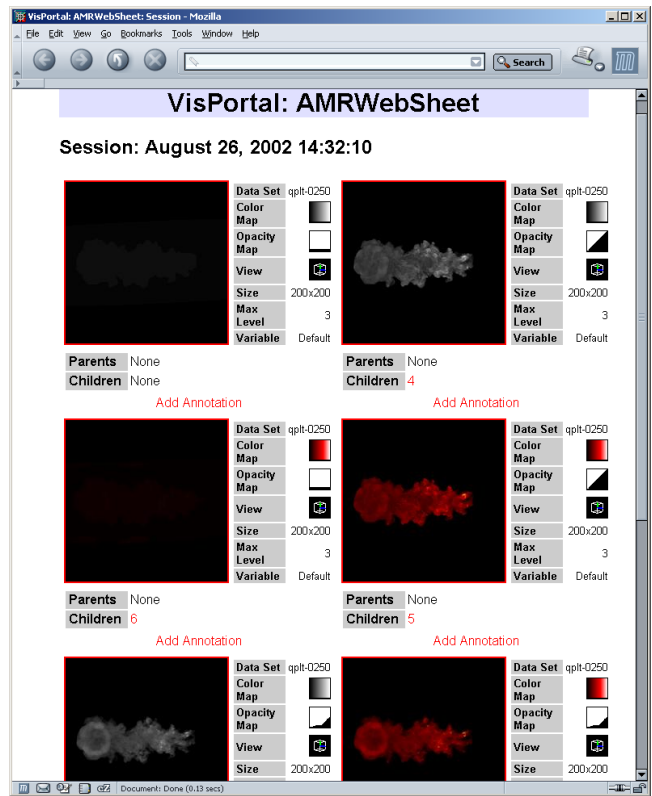 VisPortal: AMRWebSheet: Session - Mozilla
File Edit View Go Bookmarks Tools Window Help
Search
VisPortal: AMRWebSheet
Session: August 26, 2002 14:32:10
Data Set qplt-0250
Color
Map
Opacity
Map
View
Size 200x200
Max
Level 3
Variable Default
Parents None
Children None
Add Annotation
Data Set qplt-0250
Color
Map
Opacity
Map
View
Size 200x200
Max
Level 3
Variable Default
Parents None
Children 4
Add Annotation
Data Set qplt-0250
Color
Map
Opacity
Map
View
Size 200x200
Max
Level 3
Variable Default
Parents None
Children 6
Add Annotation
Data Set qplt-0250
Color
Map
Opacity
Map
View
Size 200x200
Max
Level 3
Variable Default
Parents None
Children 5
Add Annotation
Data Set qplt-0250
Color
Map
Opacity
Map
View
Size 200x200
Data Set qplt-0250
Color
Map
Opacity
Map
View
Size 200x200
Document: Done (0.13 secs)